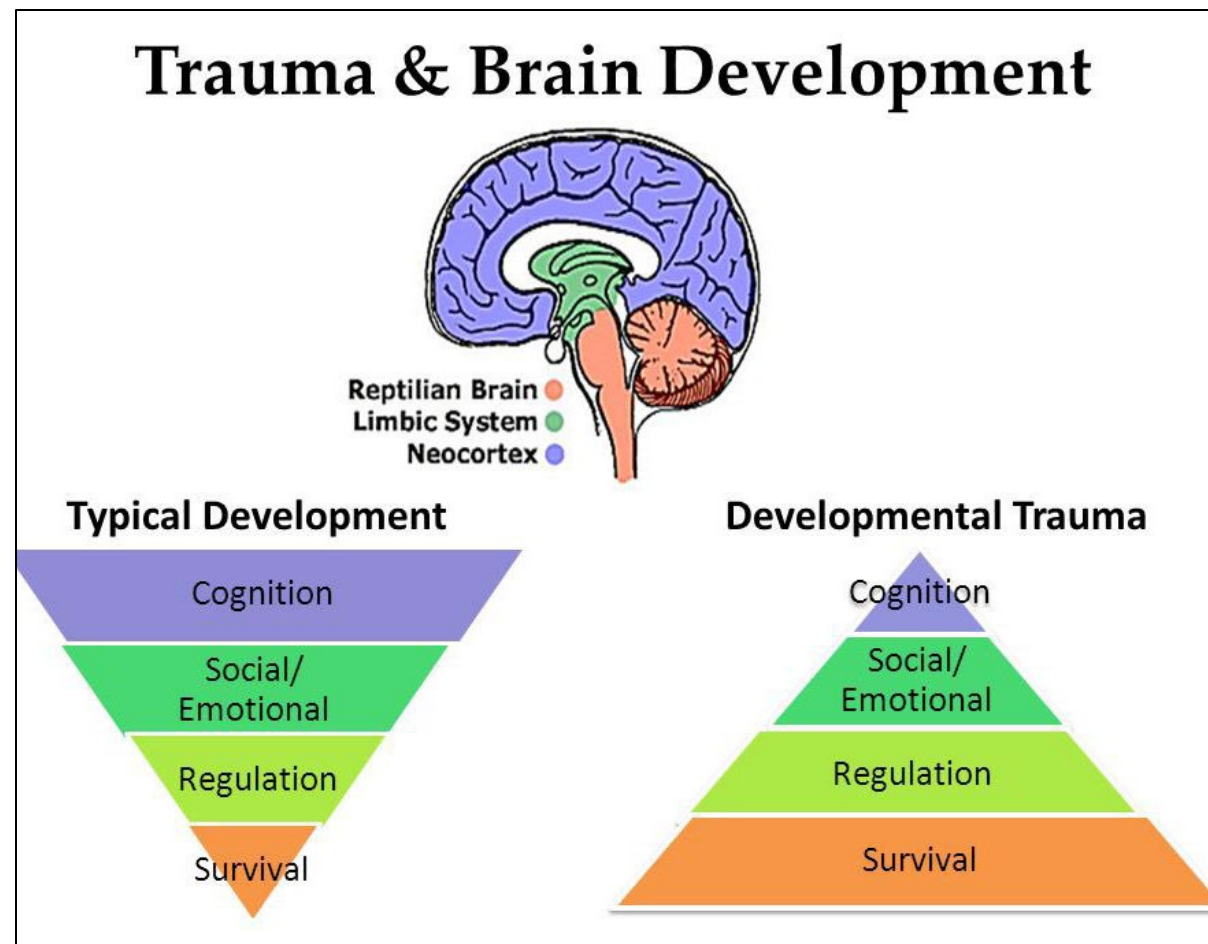 Trauma & Brain Development
Reptilian Brain
Limbic System
Neocortex
Typical Development
Cognition
Social/
Emotional
Regulation
Survival
Developmental Trauma
Cognition
Social/
Emotional
Regulation
Survival